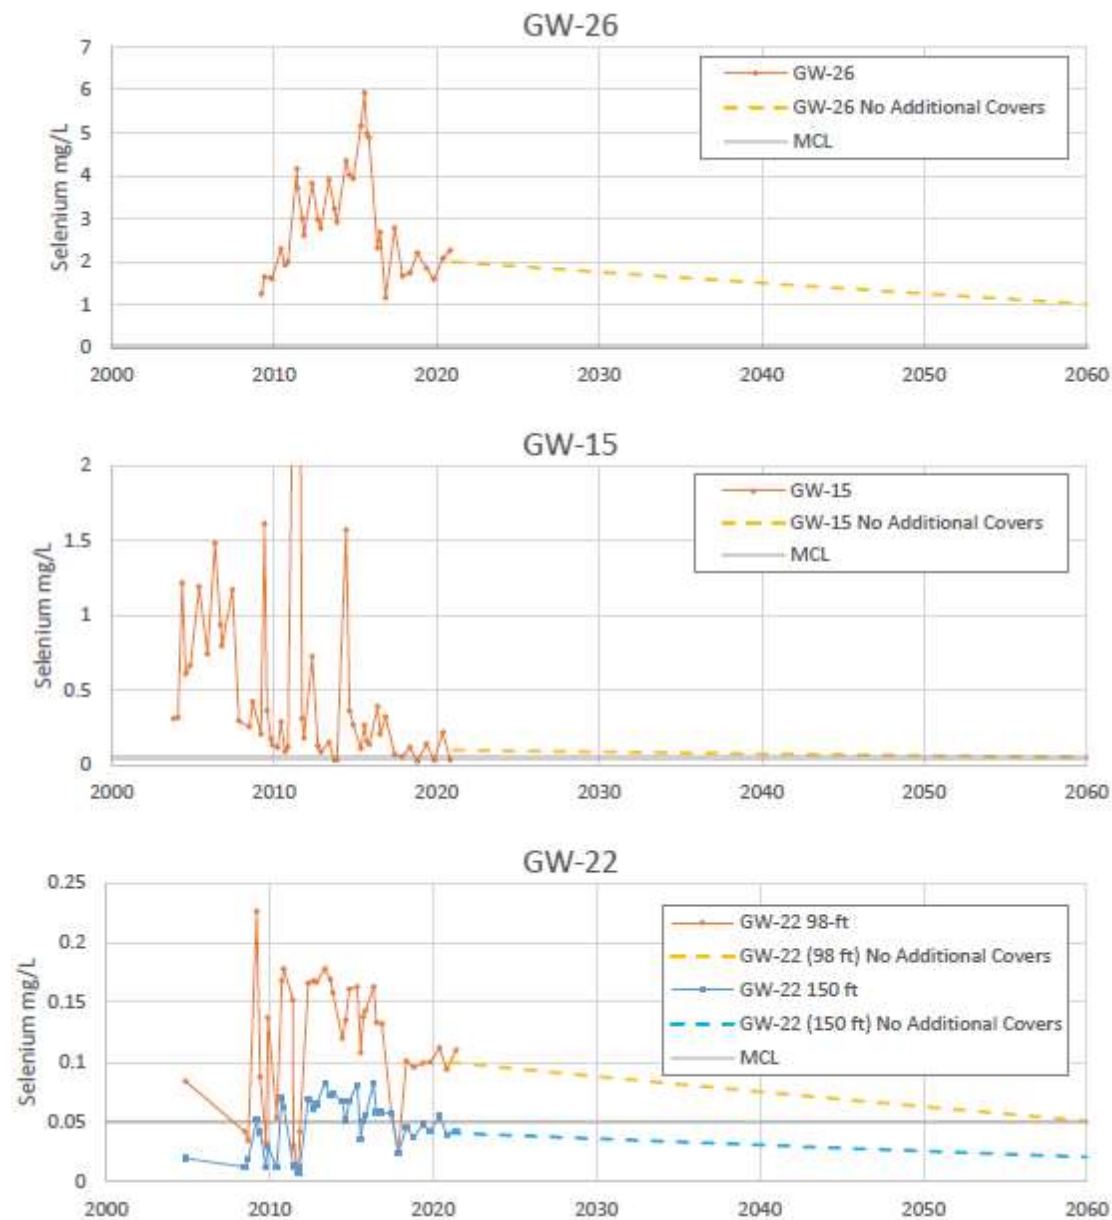 GW-26
Selenium mg/L
7
6
5
4
3
2
1
0
GW-26
GW-26 No Additional Covers
MCL
2000 2010 2020 2030 2040 2050 2060
GW-15
Selenium mg/L
2
1.5
1
0.5
0
GW-15
GW-15 No Additional Covers
MCL
2000 2010 2020 2030 2040 2050 2060
GW-22
Selenium mg/L
0.25
0.2
0.15
0.1
0.05
0
GW-22 98-ft
GW-22 (98 ft) No Additional Covers
GW-22 150 ft
GW-22 (150 ft) No Additional Covers
MCL
2000 2010 2020 2030 2040 2050 2060